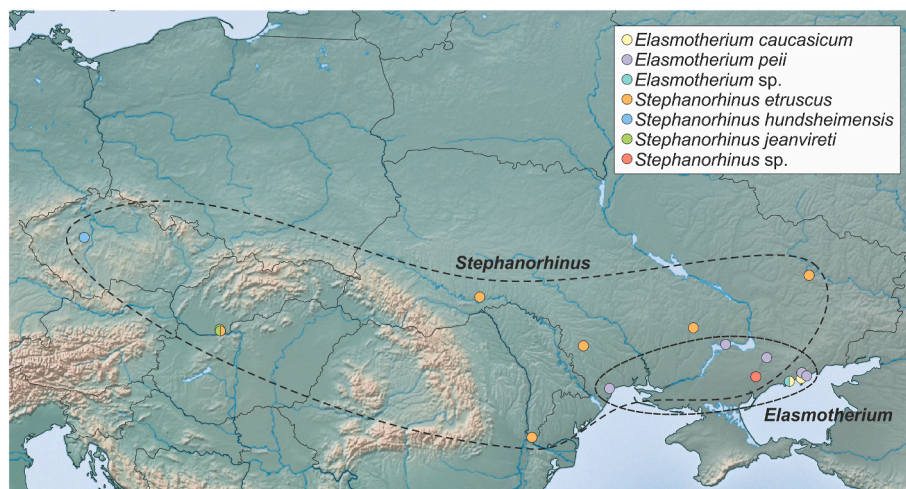 Elasmotherium caucasicum
Elasmotherium peii
Elasmotherium sp.
Stephanorhinus etruscus
Stephanorhinus hundsheimensis
Stephanorhinus jeanvireti
Stephanorhinus sp.
Stephanorhinus
Elasmotherium